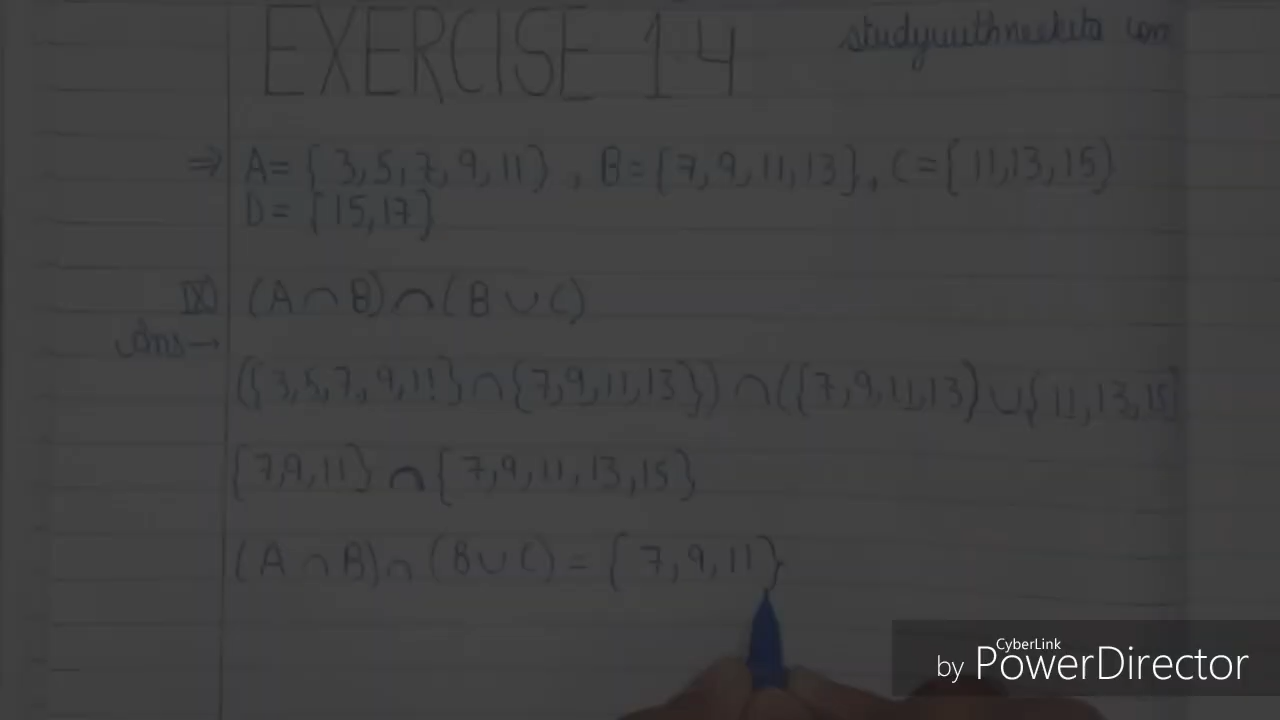 EXERCISE 1.4
studywithneekita com
⇒ A = { 3,5,7,9,11} , B = {7,9,11,13}, C = { 11,13,15}
D = {15,17}
IX) (A ∩ B) ∩ ( B ∪ C)
Ans →
({3,5,7,9,11} ∩ {7,9,11,13}) ∩ ({7,9,11,13} ∪ { 11,13,15}
{7,9,11} ∩ { 7,9,11,13,15}
(A ∩ B) ∩ (B ∪ C) = { 7,9,11}
CyberLink
by PowerDirector